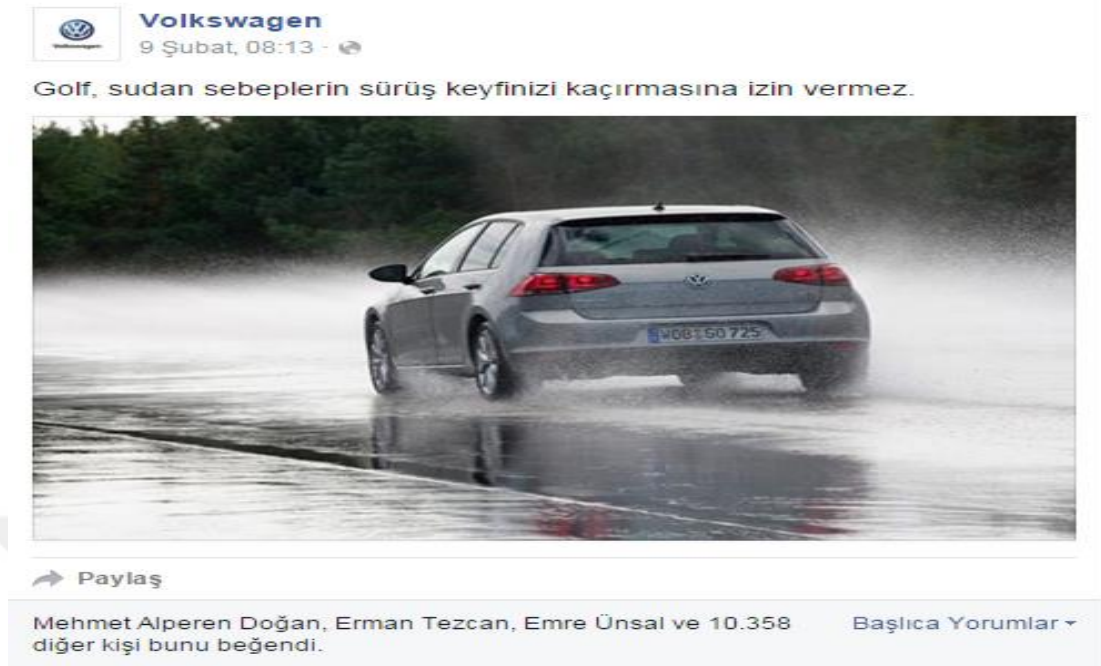 Volkswagen
9 Şubat, 08:13 ·
Golf, sudan sebeplerin sürüş keyfinizi kaçırmasına izin vermez.
WOB GO 725
Paylaş
Mehmet Alperen Doğan, Erman Tezcan, Emre Ünsal ve 10.358
diğer kişi bunu beğendi.
Başlıca Yorumlar